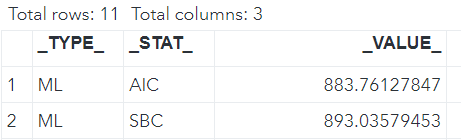 Total rows: 11 Total columns: 3
_TYPE_ _STAT_ _VALUE_
1 ML AIC 883.76127847
2 ML SBC 893.03579453